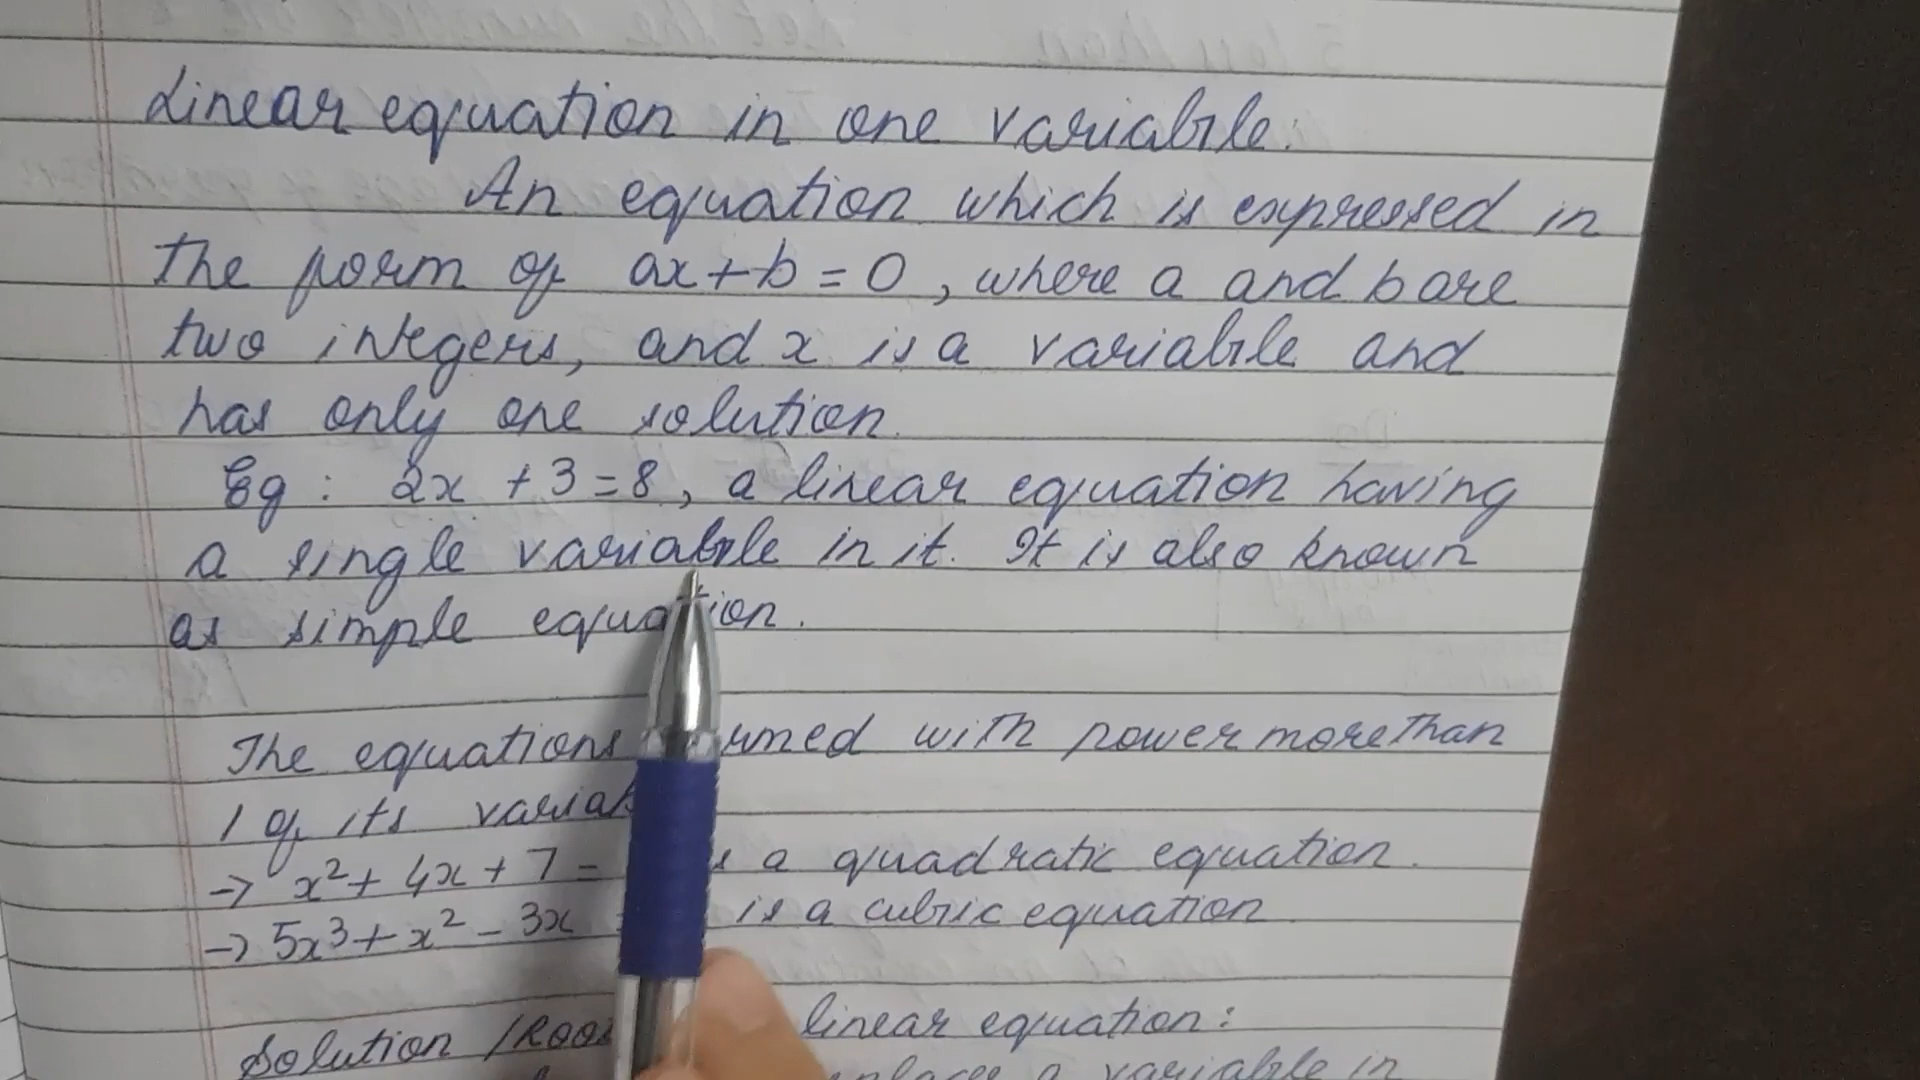 Linear equation in one variable:
An equation which is expressed in
the form of ax + b = 0, where a and b are
two integers, and x is a variable and
has only one solution.
Eg: 2x + 3 = 8, a linear equation having
a single variable in it. It is also known
as simple equation.
The equations with power more than
1 of its
→ x² + 4x + 7 = a quadratic equation.
→ 5x³ + x² - 3x is a cubic equation
Solution / linear equation:
a variable in